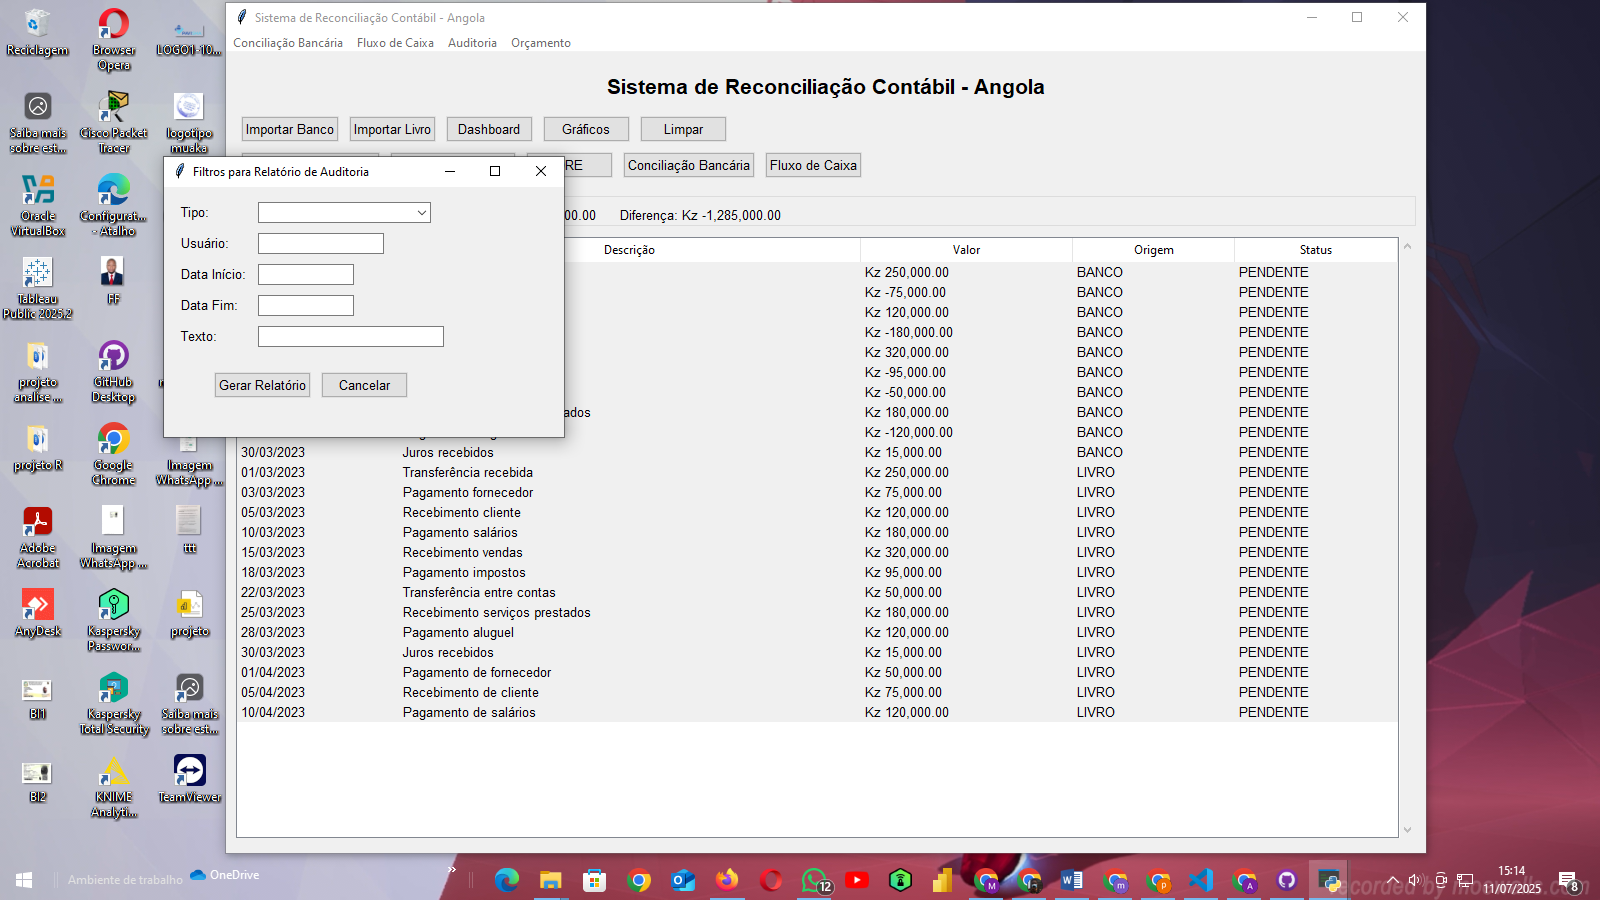 Sistema de Reconciliação Contábil - Angola
Conciliação Bancária Fluxo de Caixa Auditoria Orçamento
Sistema de Reconciliação Contábil - Angola
Importar Banco Importar Livro Dashboard Gráficos Limpar
RE Conciliação Bancária Fluxo de Caixa
00.00 Diferença: Kz -1,285,000.00
Descrição Valor Origem Status
Kz 250,000.00 BANCO PENDENTE
Kz -75,000.00 BANCO PENDENTE
Kz 120,000.00 BANCO PENDENTE
Kz -180,000.00 BANCO PENDENTE
Kz 320,000.00 BANCO PENDENTE
Kz -95,000.00 BANCO PENDENTE
Kz -50,000.00 BANCO PENDENTE
ados Kz 180,000.00 BANCO PENDENTE
Kz -120,000.00 BANCO PENDENTE
30/03/2023 Juros recebidos Kz 15,000.00 BANCO PENDENTE
01/03/2023 Transferência recebida Kz 250,000.00 LIVRO PENDENTE
03/03/2023 Pagamento fornecedor Kz 75,000.00 LIVRO PENDENTE
05/03/2023 Recebimento cliente Kz 120,000.00 LIVRO PENDENTE
10/03/2023 Pagamento salários Kz 180,000.00 LIVRO PENDENTE
15/03/2023 Recebimento vendas Kz 320,000.00 LIVRO PENDENTE
18/03/2023 Pagamento impostos Kz 95,000.00 LIVRO PENDENTE
22/03/2023 Transferência entre contas Kz 50,000.00 LIVRO PENDENTE
25/03/2023 Recebimento serviços prestados Kz 180,000.00 LIVRO PENDENTE
28/03/2023 Pagamento aluguel Kz 120,000.00 LIVRO PENDENTE
30/03/2023 Juros recebidos Kz 15,000.00 LIVRO PENDENTE
01/04/2023 Pagamento de fornecedor Kz 50,000.00 LIVRO PENDENTE
05/04/2023 Recebimento de cliente Kz 75,000.00 LIVRO PENDENTE
10/04/2023 Pagamento de salários Kz 120,000.00 LIVRO PENDENTE
Filtros para Relatório de Auditoria
Tipo:
Usuário:
Data Início:
Data Fim:
Texto:
Gerar Relatório Cancelar
Reciclagem
Browser
Opera
LOGO1-10...
Saiba mais
sobre est...
Cisco Packet
Tracer
logotipo
muaka
Oracle
VirtualBox
Configurat...
- Atalho
Tableau
Public 2025.2
FF
projeto
analise ...
GitHub
Desktop
projeto R
Google
Chrome
Imagem
WhatsApp ...
Adobe
Acrobat
Imagem
WhatsApp ...
ttt
AnyDesk
Kaspersky
Passwor...
projeto
BI1
Kaspersky
Total Security
Saiba mais
sobre est...
BI2
KNIME
Analyti...
TeamViewer
Ambiente de trabalho
OneDrive
12
15:14
11/07/2025
8